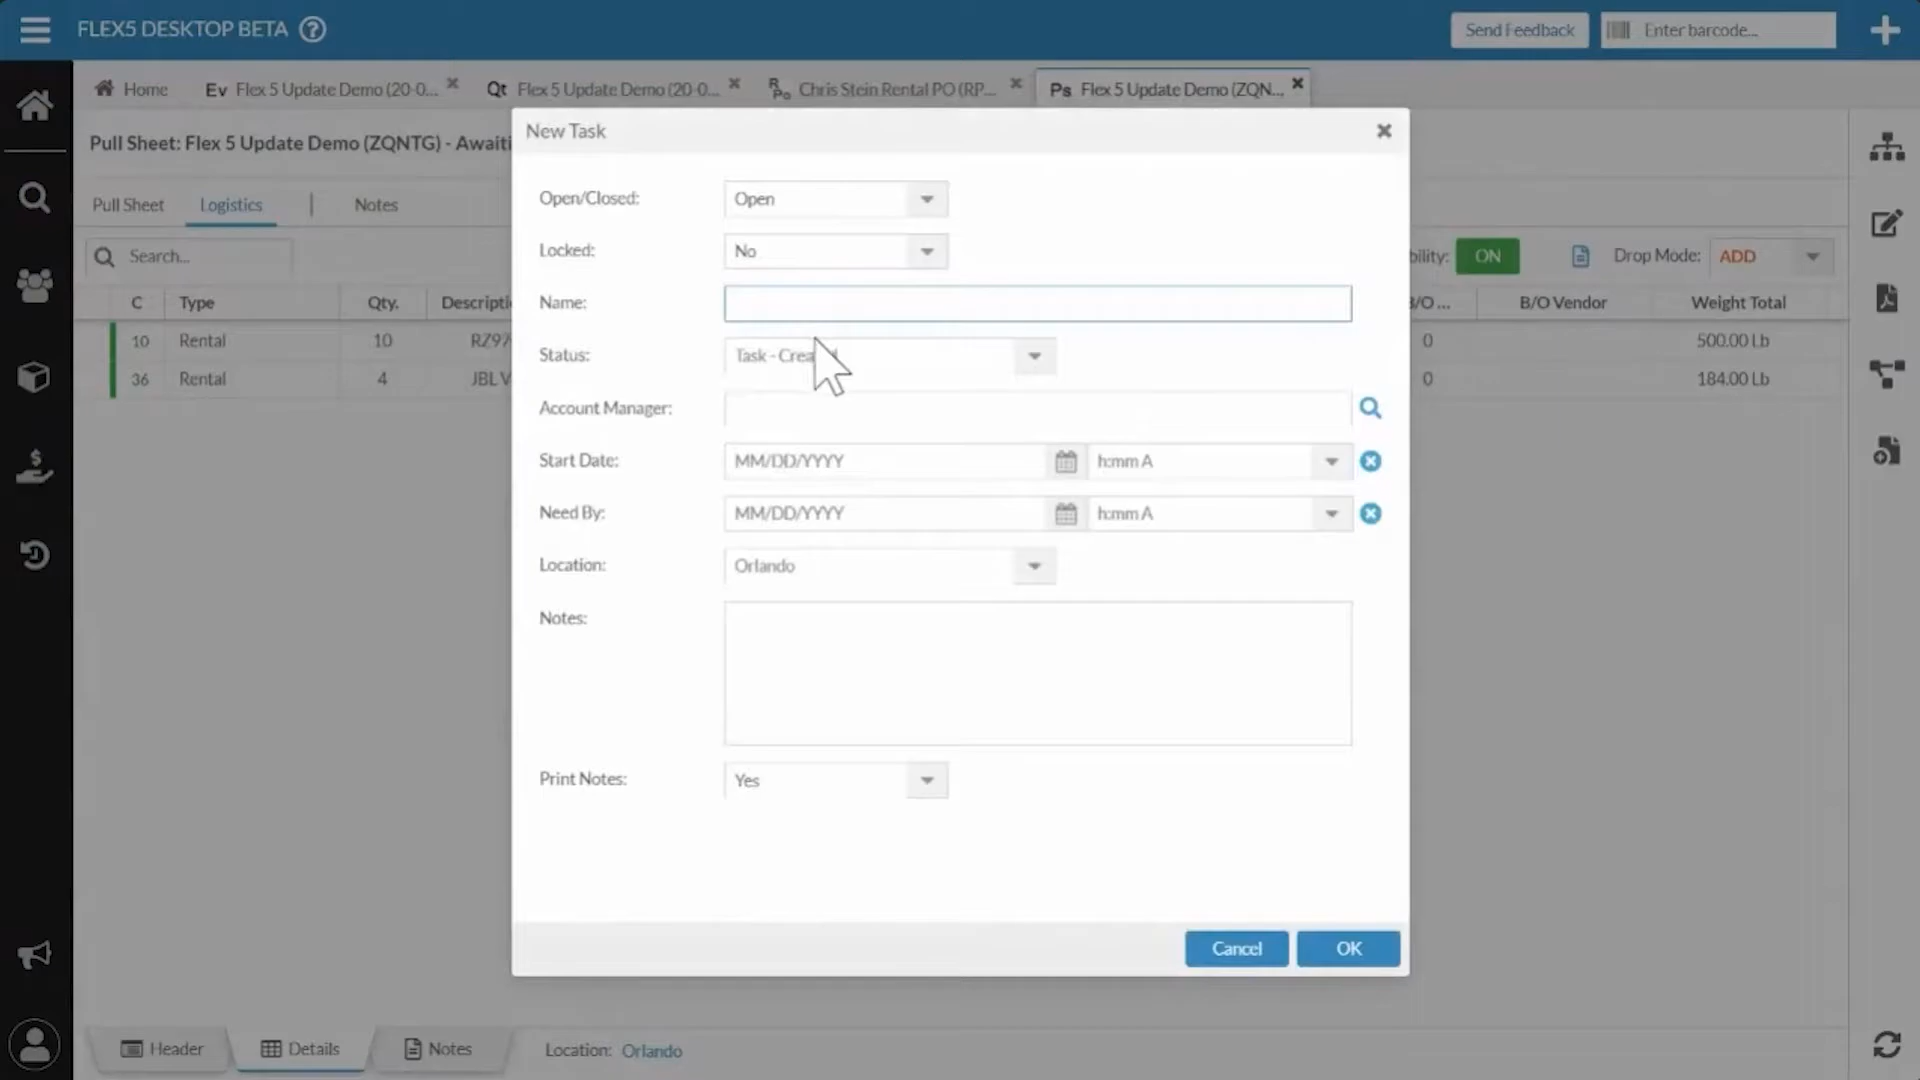 FLEX5 DESKTOP BETA ?
Send Feedback
Enter barcode...
Home
Ev Flex 5 Update Demo (20-0...
Qt Flex 5 Update Demo (20-0...
RPo Chris Stein Rental PO (RP...
Ps Flex 5 Update Demo (ZQN...
Pull Sheet: Flex 5 Update Demo (ZQNTG) -
Pull Sheet
Logistics
Notes
Search...
ON
Drop Mode: ADD
C Type Qty. B/O Vendor Weight Total
10 Rental 10 0 500.00 Lb
36 Rental 4 JBL 0 184.00 Lb
New Task
Open/Closed: Open
Locked: No
Name:
Status: Task -
Account Manager:
Start Date: MM/DD/YYYY h:mm A
Need By: MM/DD/YYYY h:mm A
Location: Orlando
Notes:
Print Notes: Yes
Cancel OK
Header
Details
Notes
Location: Orlando